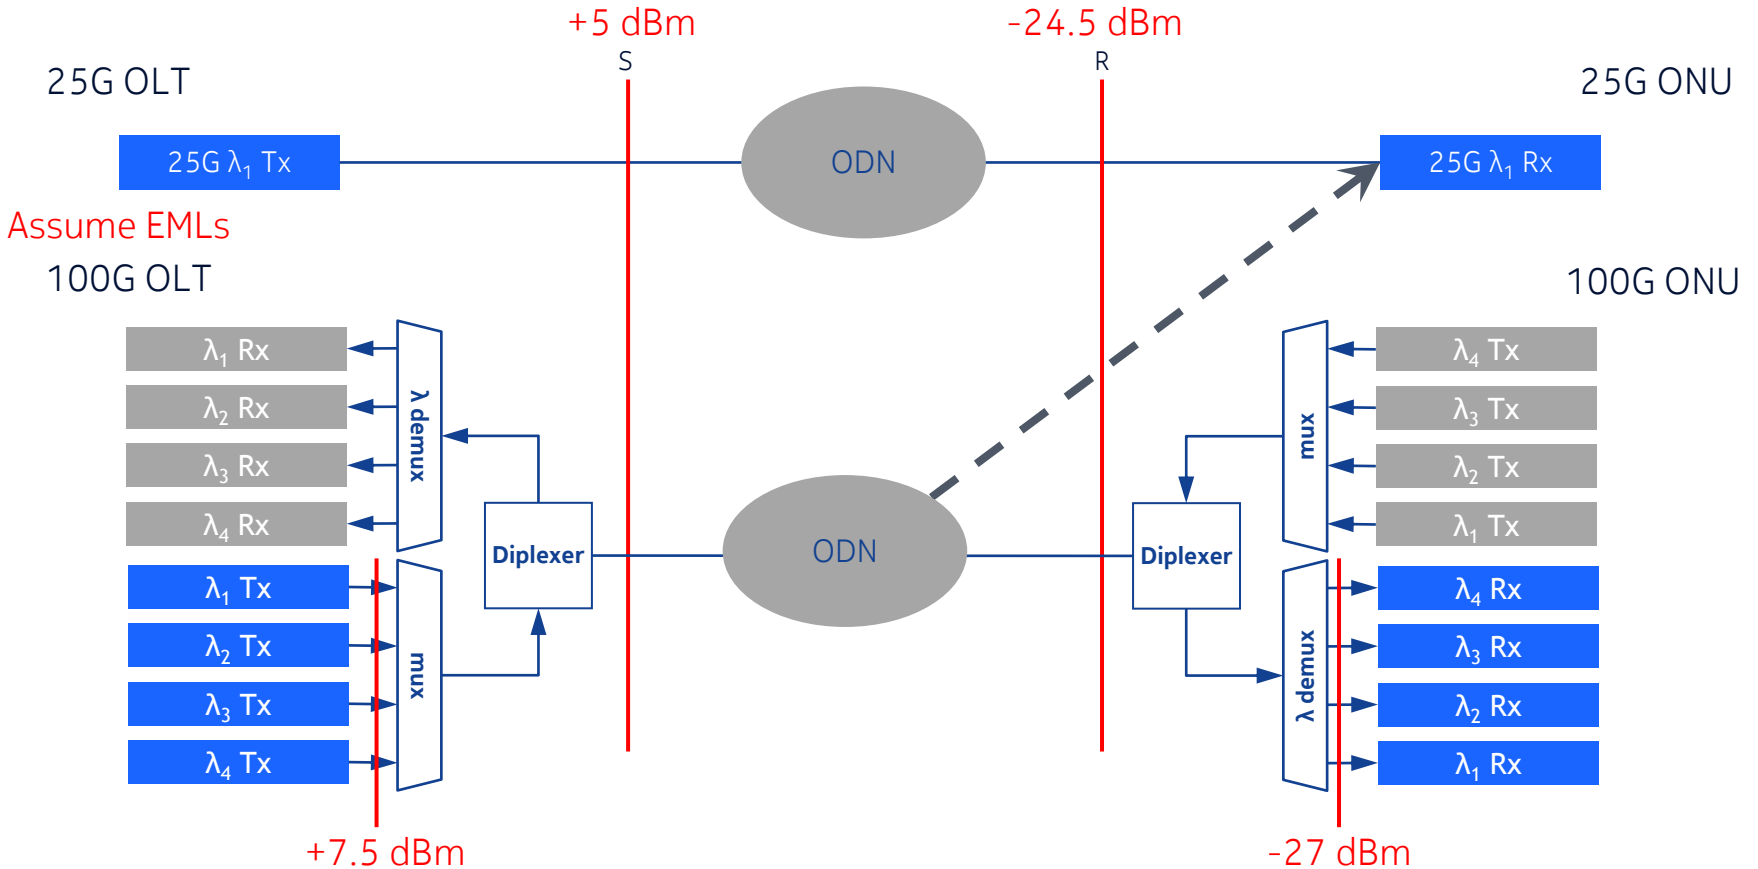 +5 dBm
-24.5 dBm
S
R
25G OLT
25G ONU
25G λ₁ Tx
ODN
25G λ₁ Rx
Assume EMLs
100G OLT
100G ONU
λ₁ Rx
λ₂ Rx
λ₃ Rx
λ₄ Rx
λ demux
Diplexer
λ₁ Tx
λ₂ Tx
λ₃ Tx
λ₄ Tx
mux
ODN
λ₄ Tx
λ₃ Tx
λ₂ Tx
λ₁ Tx
mux
Diplexer
λ demux
λ₄ Rx
λ₃ Rx
λ₂ Rx
λ₁ Rx
+7.5 dBm
-27 dBm